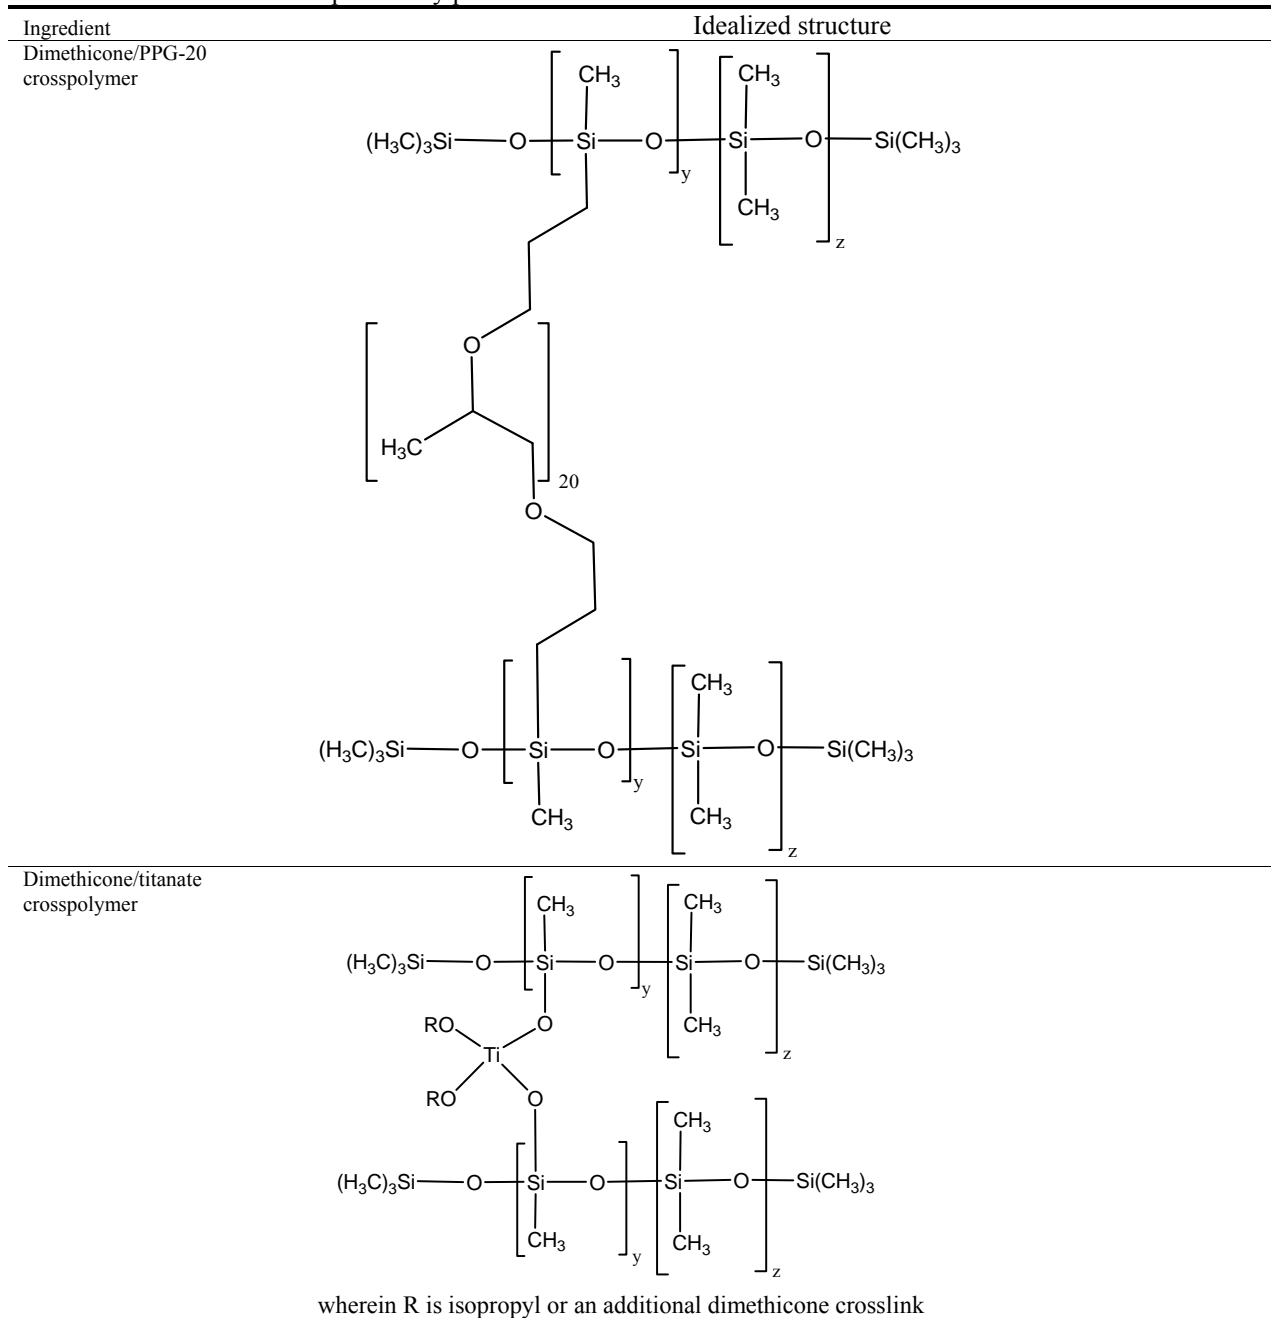 Ingredient Idealized structure
Dimethicone/PPG-20
crosspolymer
CH3 CH3
(H3C)3Si O Si O Si O Si(CH3)3
y
CH3
z
O
H3C
20
O
CH3
(H3C)3Si O Si O Si O Si(CH3)3
y
CH3 CH3
z
Dimethicone/titanate
crosspolymer
CH3 CH3
(H3C)3Si O Si O Si O Si(CH3)3
y
RO O CH3
Ti z
RO O
CH3
(H3C)3Si O Si O Si O Si(CH3)3
CH3 CH3
y
z
wherein R is isopropyl or an additional dimethicone crosslink